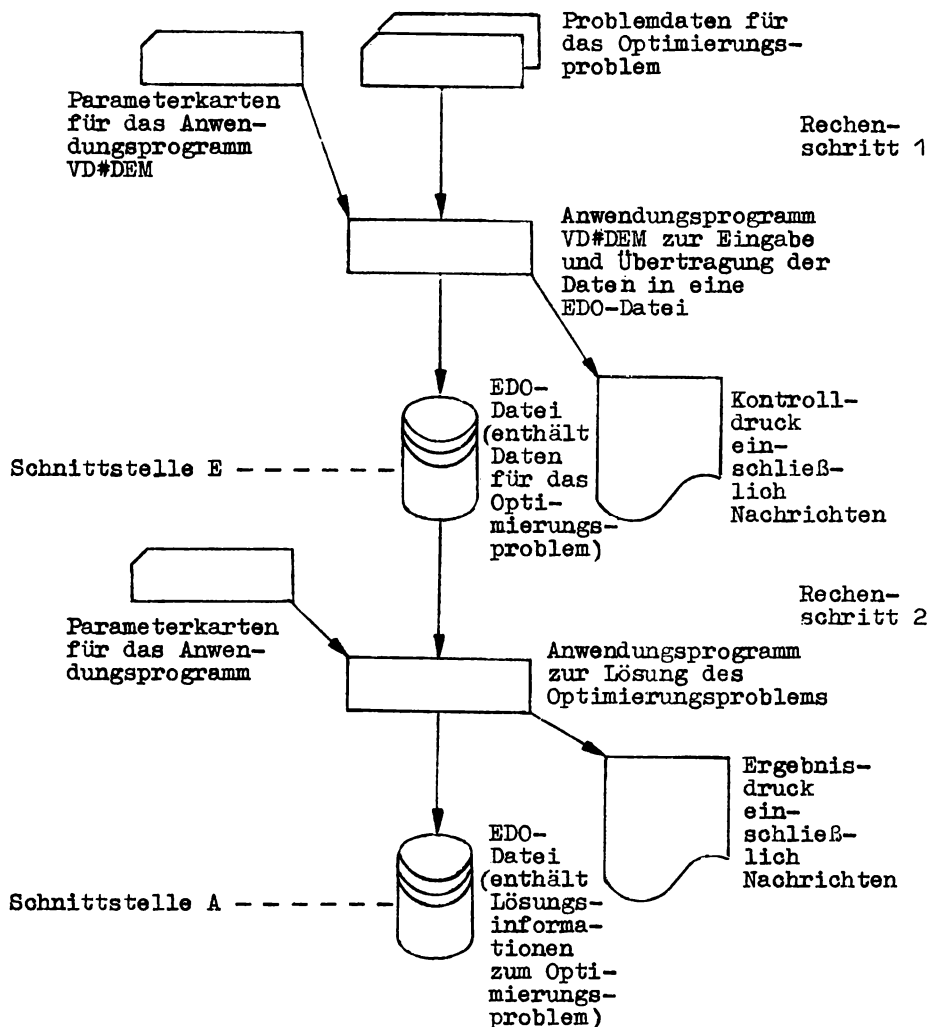 Problemdaten für
das Optimierungs-
problem
Parameterkarten
für das Anwen-
dungsprogramm
VD#DEM
Rechen-
schritt 1
Anwendungsprogramm
VD#DEM zur Eingabe
und Übertragung der
Daten in eine
EDO-Datei
EDO-
Datei
(enthält
Daten
für das
Opti-
mierungs-
problem)
Kontroll-
druck
ein-
schließ-
lich
Nachrichten
Schnittstelle E
Rechen-
schritt 2
Parameterkarten
für das Anwen-
dungsprogramm
Anwendungsprogramm
zur Lösung des
Optimierungsproblems
Ergebnis-
druck
ein-
schließ-
lich
Nachrichten
EDO-
Datei
(enthält
Lösungs-
informa-
tionen
zum Opti-
mierungs-
problem)
Schnittstelle A